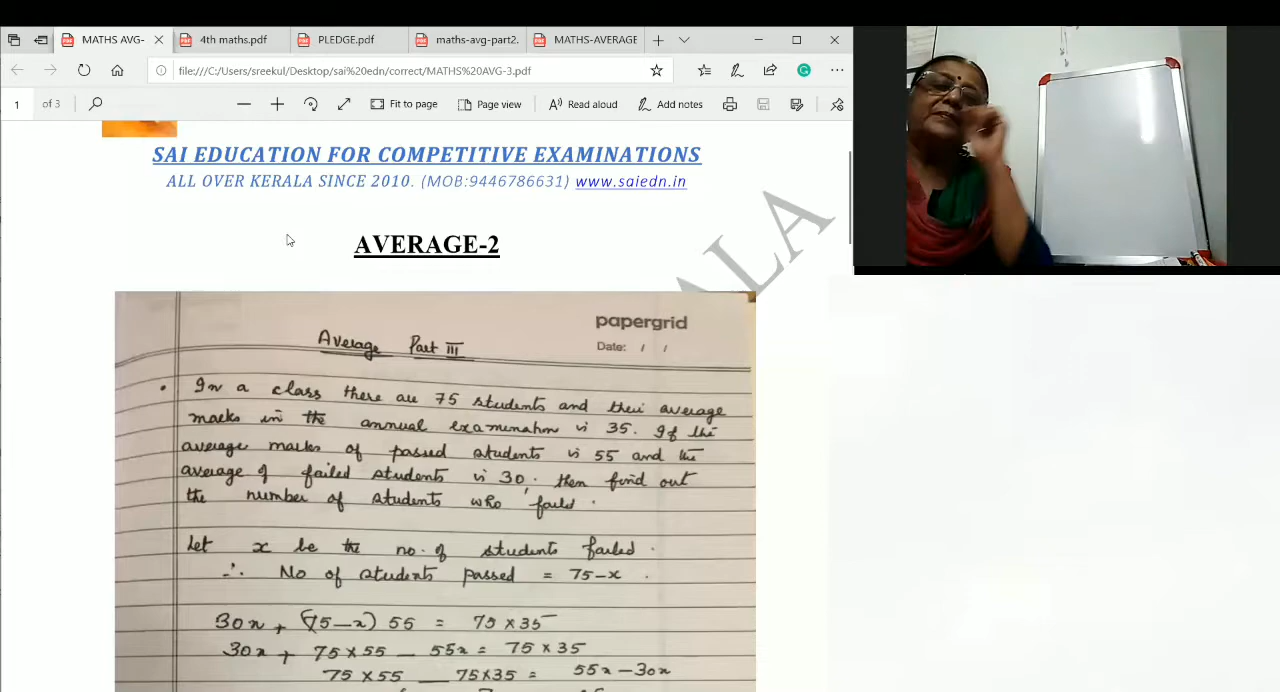 MATHS AVG-
4th maths.pdf
PLEDGE.pdf
maths-avg-part2.
MATHS-AVERAGE
file:///C:/Users/sreekul/Desktop/sai%20edn/correct/MATHS%20AVG-3.pdf
1 of 3
Fit to page
Page view
Read aloud
Add notes
SAI EDUCATION FOR COMPETITIVE EXAMINATIONS
ALL OVER KERALA SINCE 2010. (MOB:9446786631) www.saiedn.in
AVERAGE-2
ALA
papergrid
Date: / /
Average Part III
• In a class there are 75 students and their average
marks in the annual examination is 35. If the
average marks of passed students is 55 and the
average of failed students is 30, then find out
the number of students who failed.
Let x be the no. of students failed.
∴ No of students passed = 75-x.
30x + (75-x) 55 = 75 × 35
30x + 75×55 - 55x = 75 × 35
75 × 55 - 75×35 = 55x - 30x